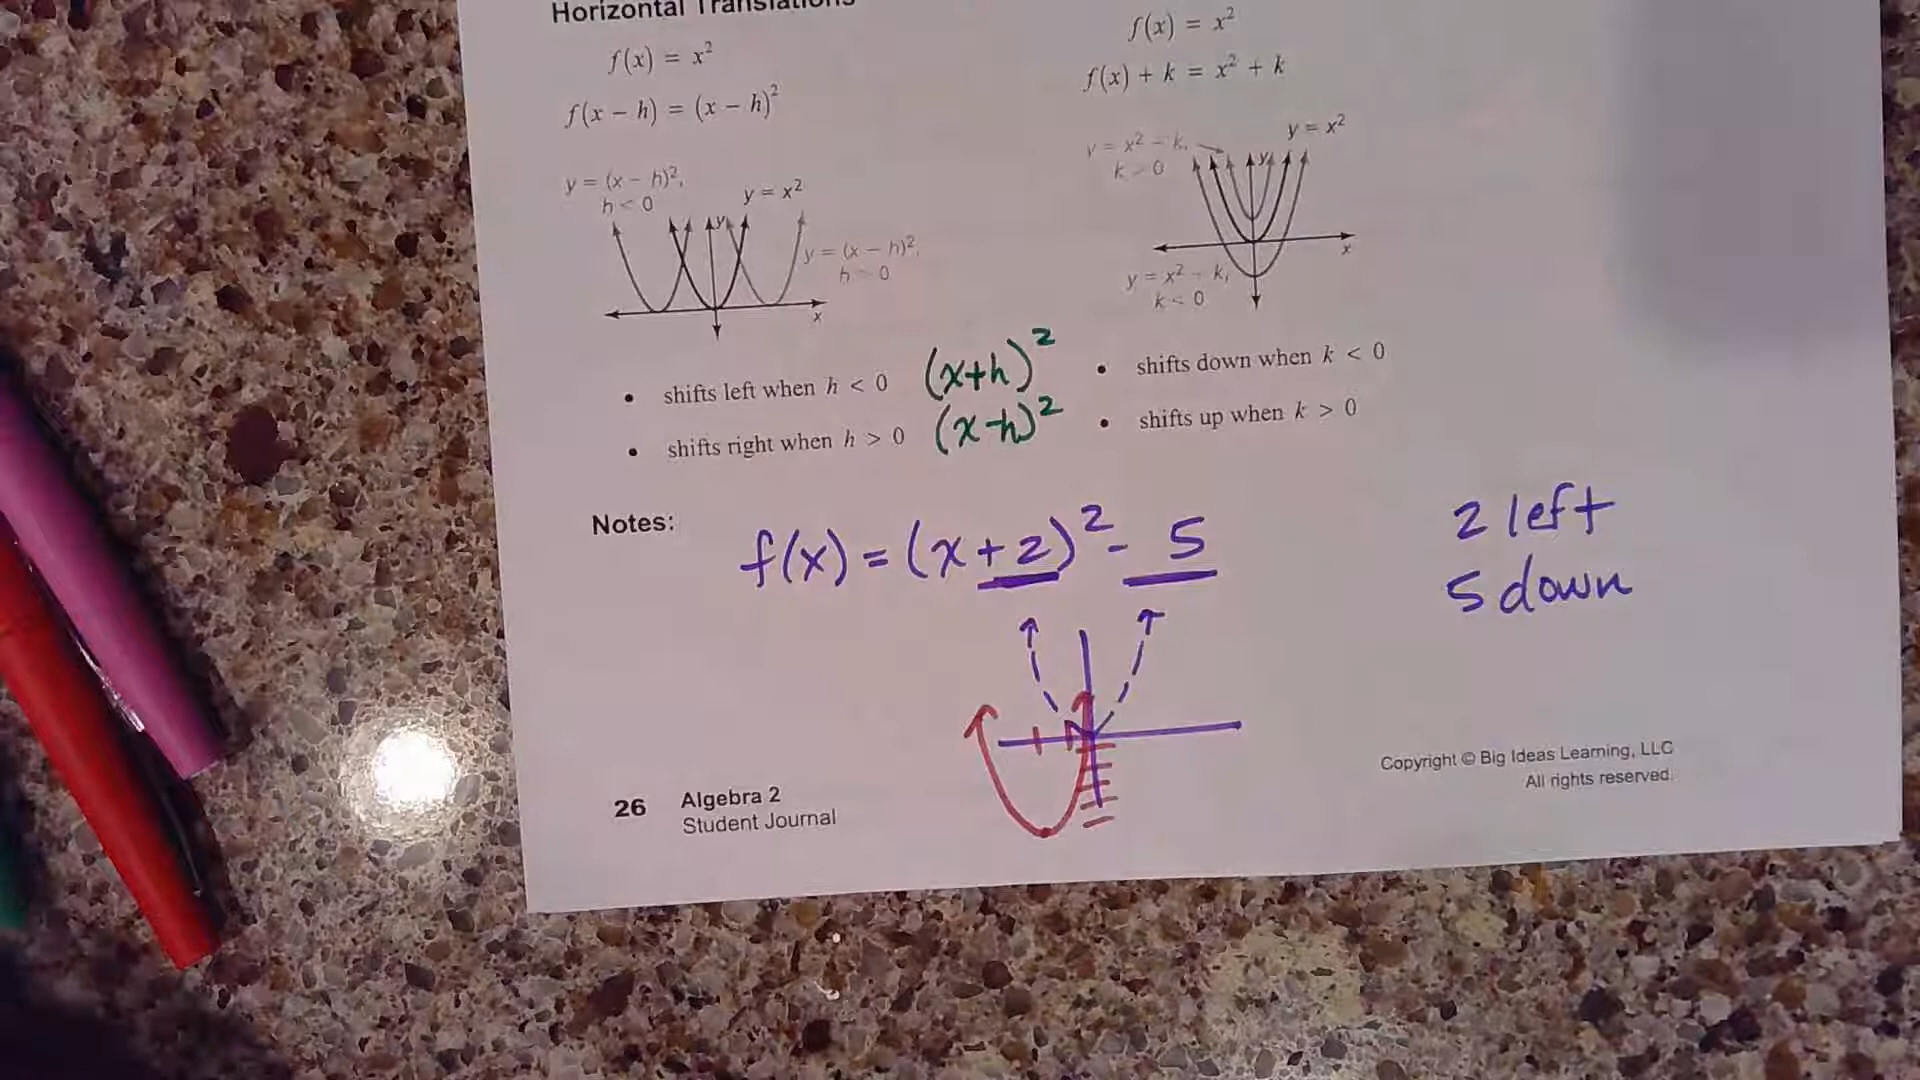 Horizontal Translations
f(x) = x²
f(x − h) = (x − h)²
y = (x − h)²,
h < 0
y = x²
y
y = (x − h)²,
h > 0
x
shifts left when h < 0 (x+h)²
shifts right when h > 0 (x-h)²
f(x) = x²
f(x) + k = x² + k
y = x²
k > 0
y
x
k < 0
shifts down when k < 0
shifts up when k > 0
Notes:
f(x) = (x+2)² - 5
2 left
5 down
26 Algebra 2
Student Journal
Copyright © Big Ideas Learning, LLC
All rights reserved.